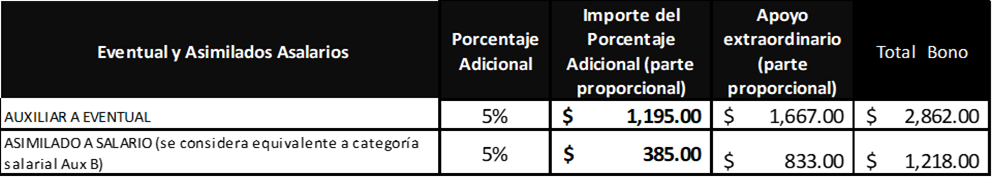 Eventual y Asimilados Asalarios
Porcentaje
Adicional
Importe del
Porcentaje
Adicional (parte
proporcional)
Apoyo
extraordinario
(parte
proporcional)
Total Bono
AUXILIAR A EVENTUAL 5% $ 1,195.00 $ 1,667.00 $ 2,862.00
ASIMILADO A SALARIO (se considera equivalente a categoría
salarial Aux B) 5% $ 385.00 $ 833.00 $ 1,218.00